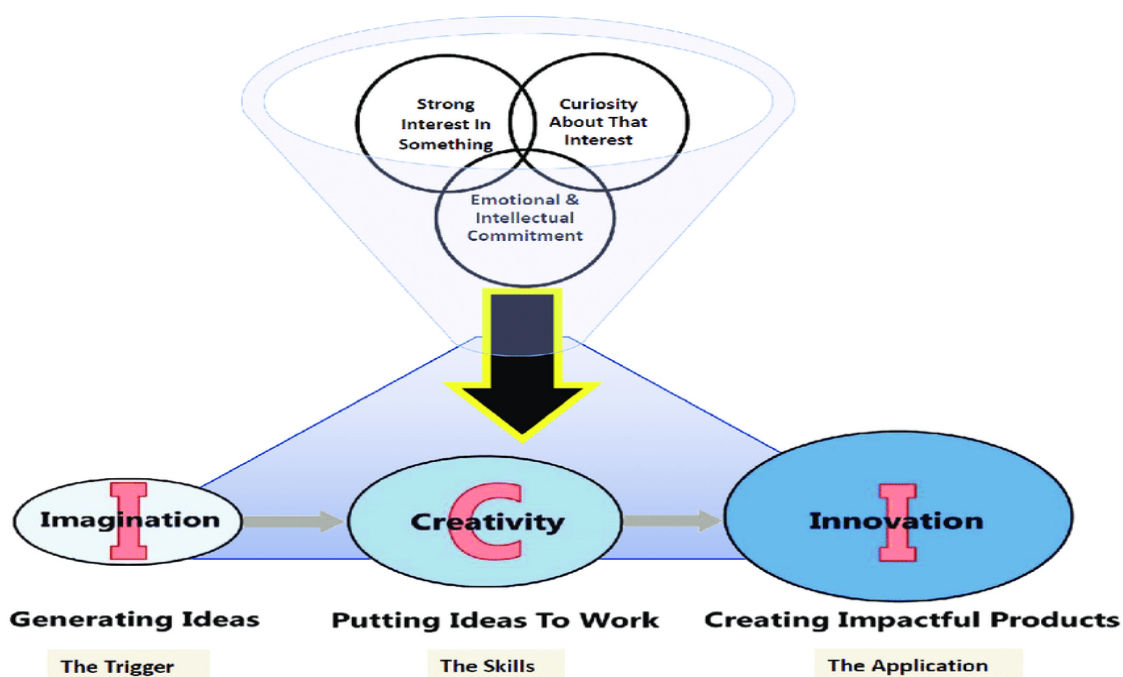 Strong
Interest In
Something
Curiosity
About That
Interest
Emotional &
Intellectual
Commitment
I
Imagination
C
Creativity
I
Innovation
Generating Ideas
Putting Ideas To Work
Creating Impactful Products
The Trigger
The Skills
The Application